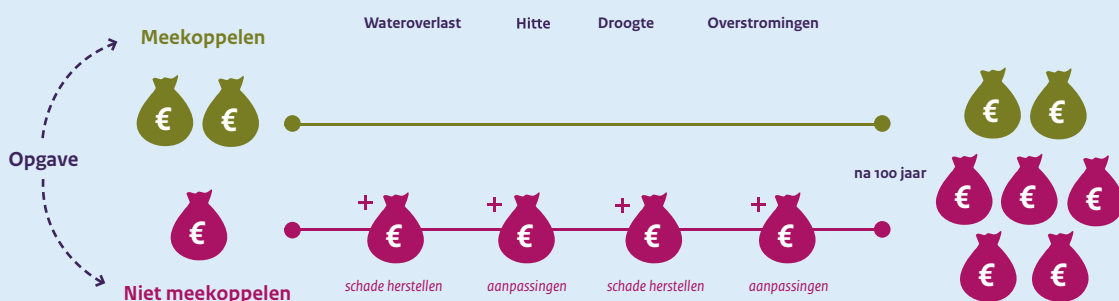 Wateroverlast Hitte Droogte Overstromingen
Meekoppelen
€ € € €
Opgave
na 100 jaar
€ € €
€ + € + € + € + €
€ €
schade herstellen aanpassingen schade herstellen aanpassingen
Niet meekoppelen